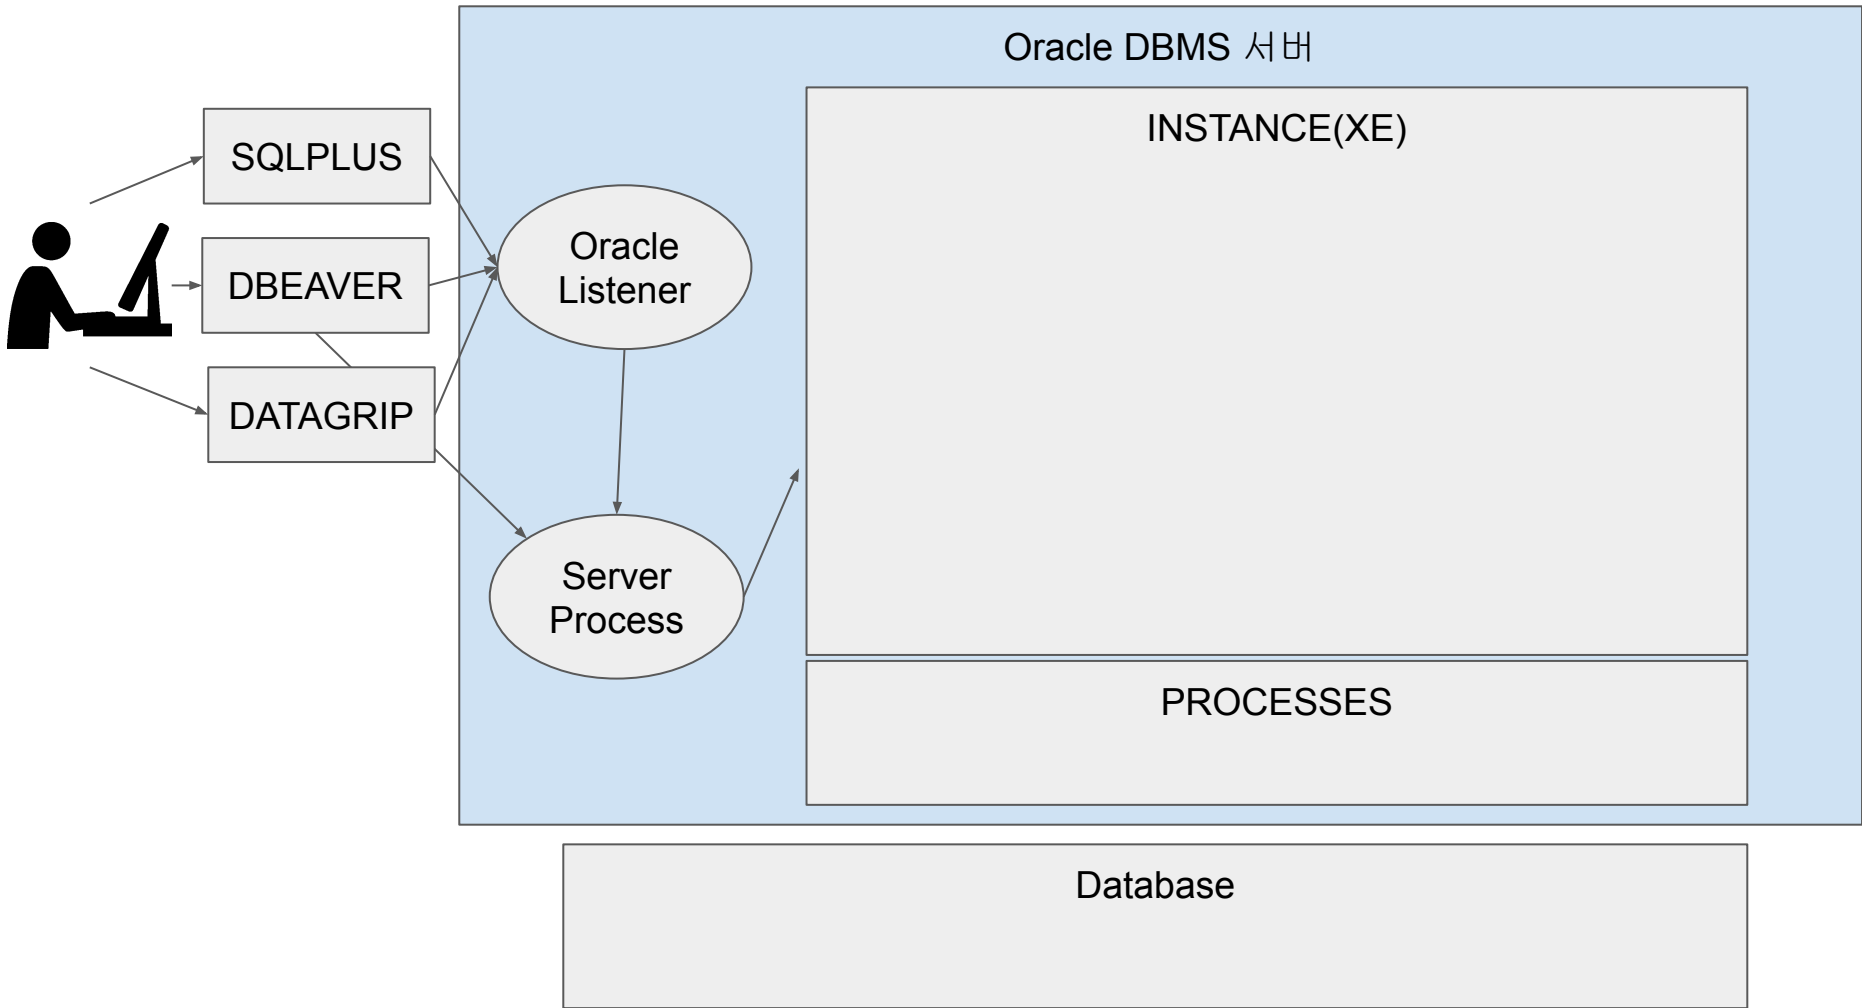 Oracle DBMS 서버
INSTANCE(XE)
SQLPLUS
DBEAVER
DATAGRIP
Oracle
Listener
Server
Process
PROCESSES
Database